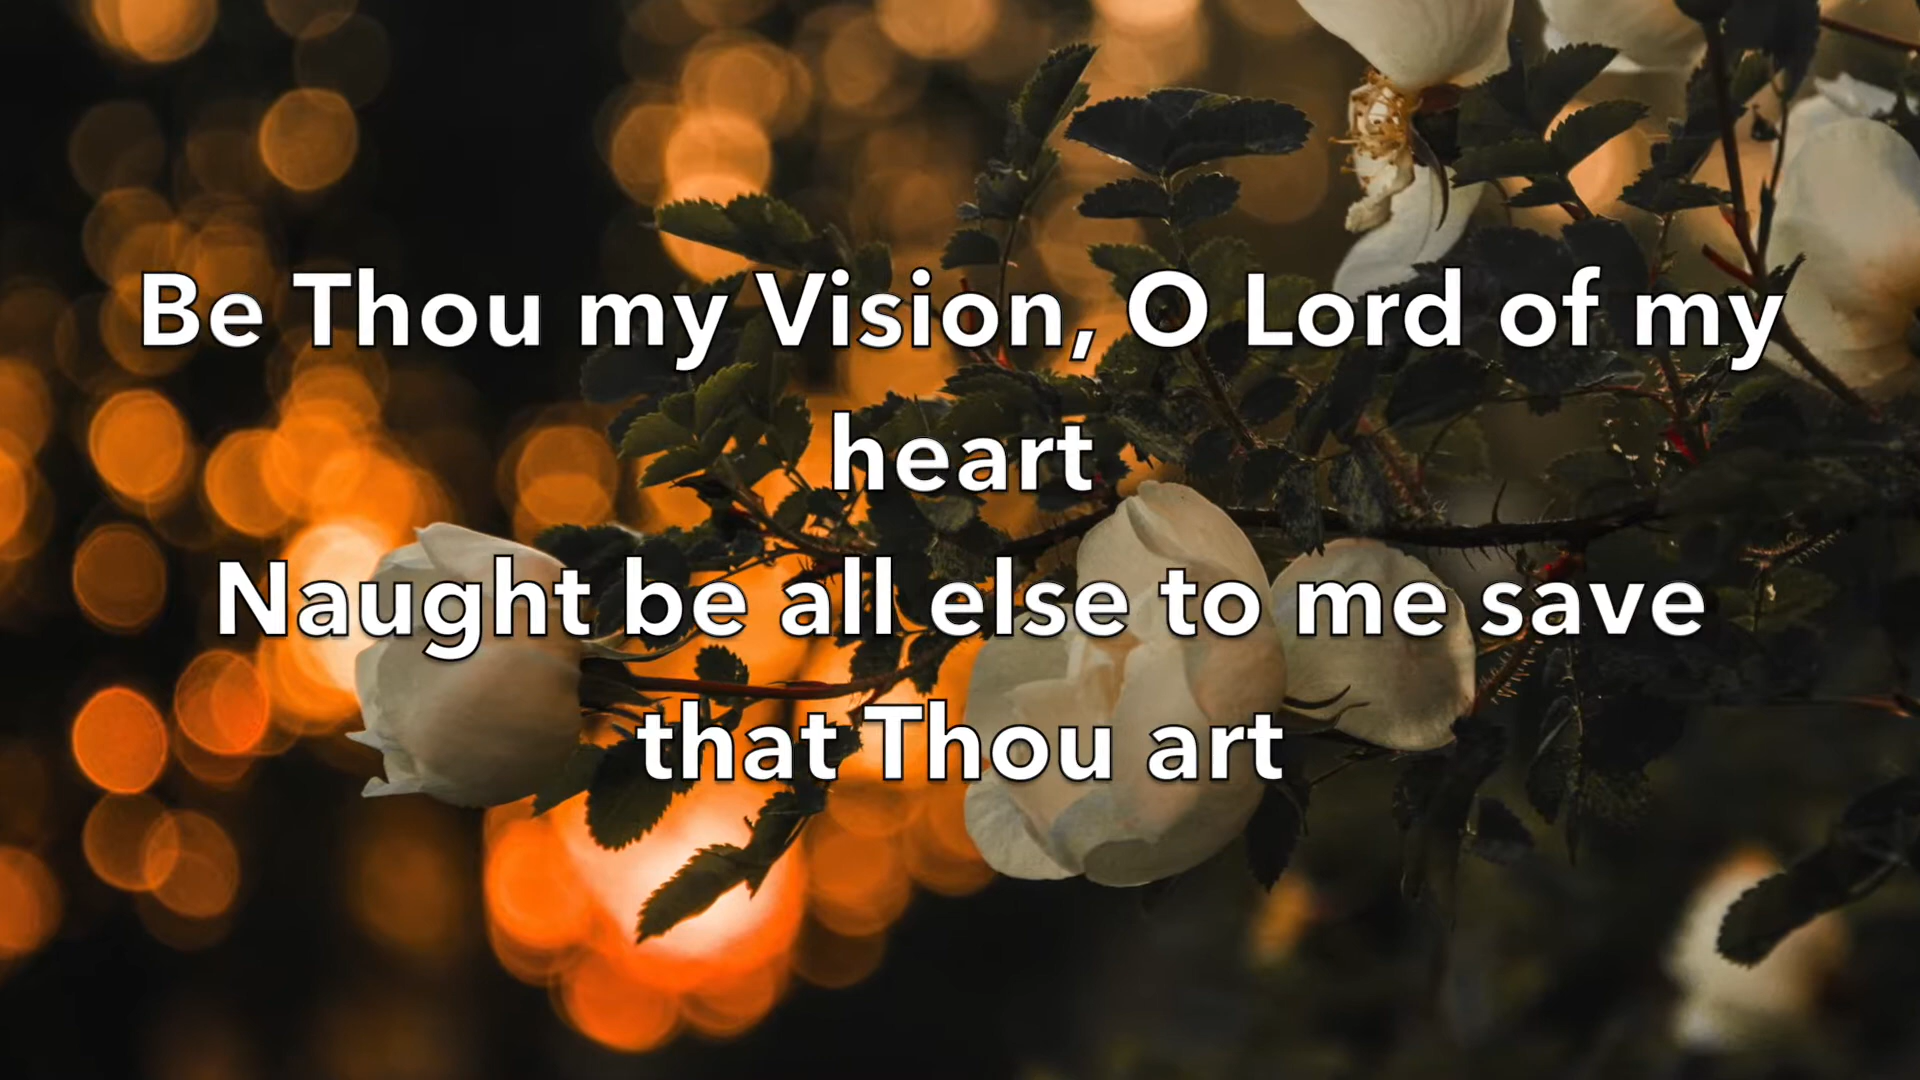 Be Thou my Vision, O Lord of my
heart
Naught be all else to me save
that Thou art